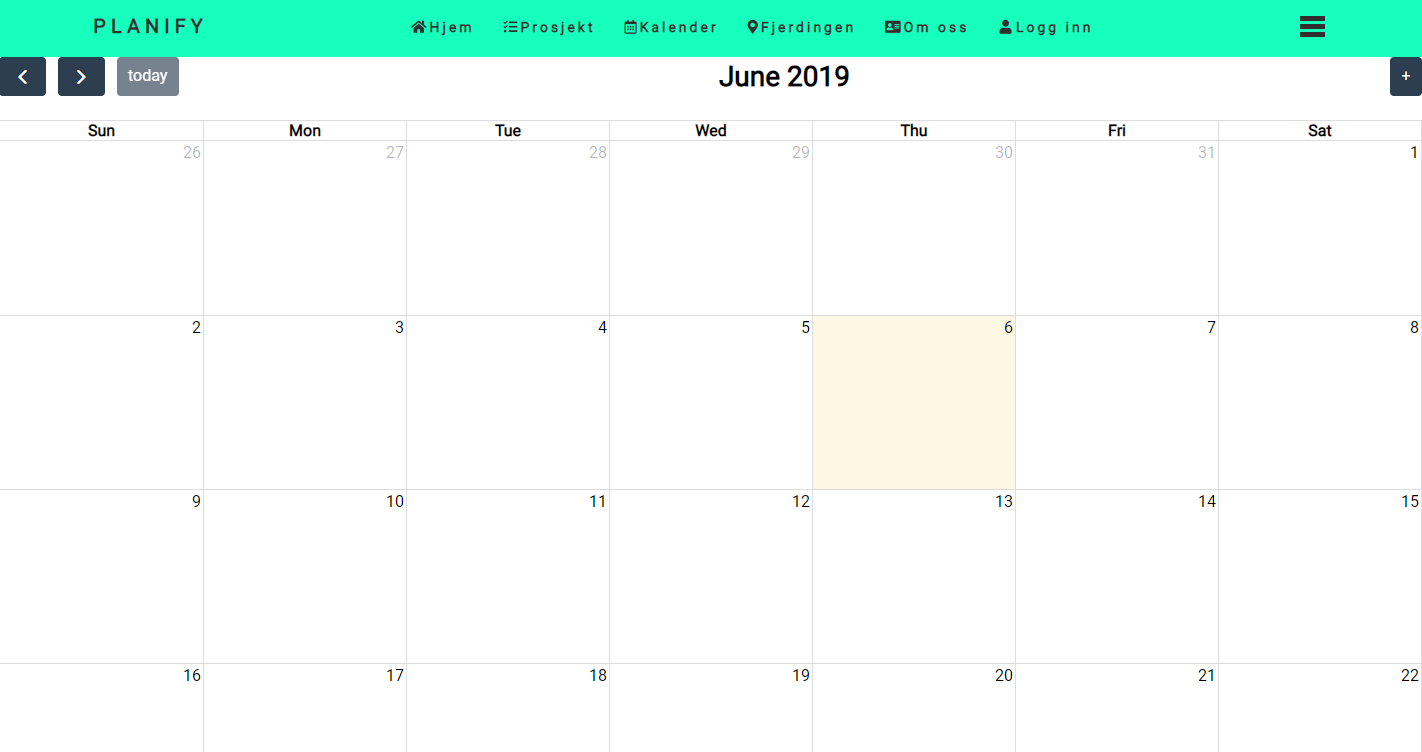 PLANIFY Hjem Prosjekt Kalender Fjerdingen Om oss Logg inn
today June 2019 +
Sun Mon Tue Wed Thu Fri Sat
26 27 28 29 30 31 1
2 3 4 5 6 7 8
9 10 11 12 13 14 15
16 17 18 19 20 21 22